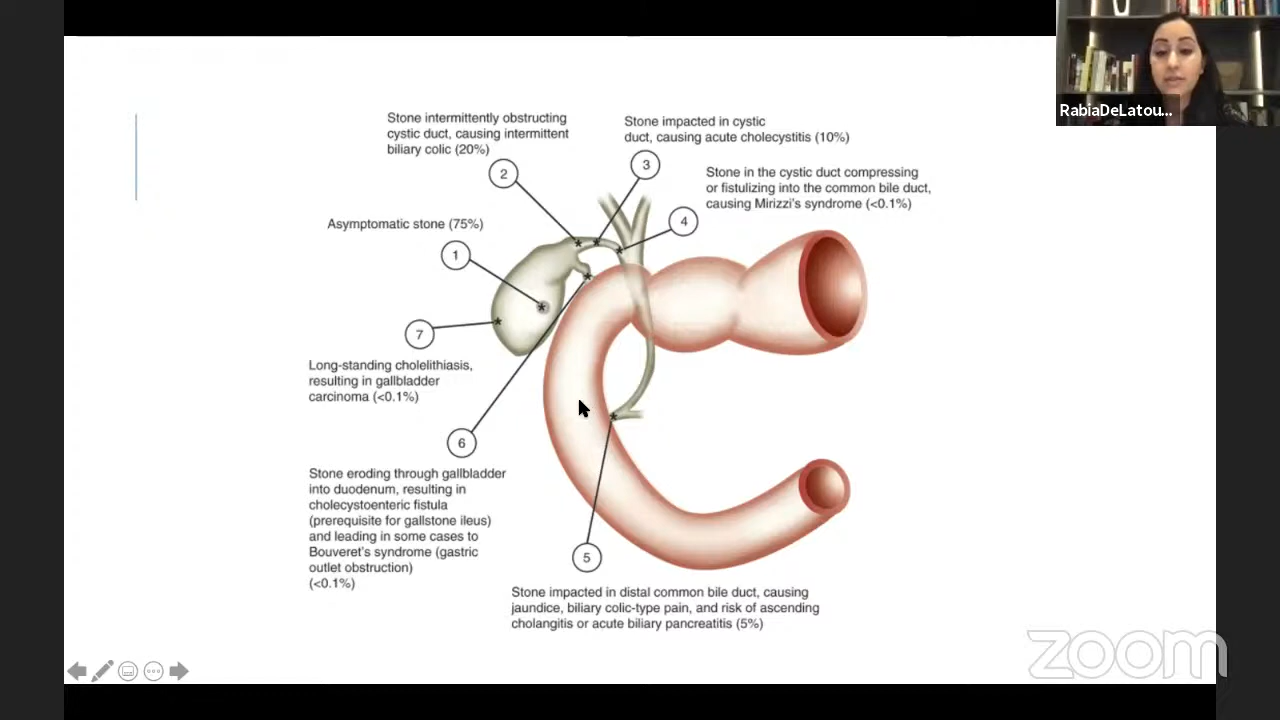 RabiaDeLatou...
Stone intermittently obstructing
cystic duct, causing intermittent
biliary colic (20%)
2
Stone impacted in cystic
duct, causing acute cholecystitis (10%)
3
Stone in the cystic duct compressing
or fistulizing into the common bile duct,
causing Mirizzi's syndrome (<0.1%)
4
Asymptomatic stone (75%)
1
7
Long-standing cholelithiasis,
resulting in gallbladder
carcinoma (<0.1%)
6
Stone eroding through gallbladder
into duodenum, resulting in
cholecystoenteric fistula
(prerequisite for gallstone ileus)
and leading in some cases to
Bouveret's syndrome (gastric
outlet obstruction)
(<0.1%)
5
Stone impacted in distal common bile duct, causing
jaundice, biliary colic-type pain, and risk of ascending
cholangitis or acute biliary pancreatitis (5%)
zoom